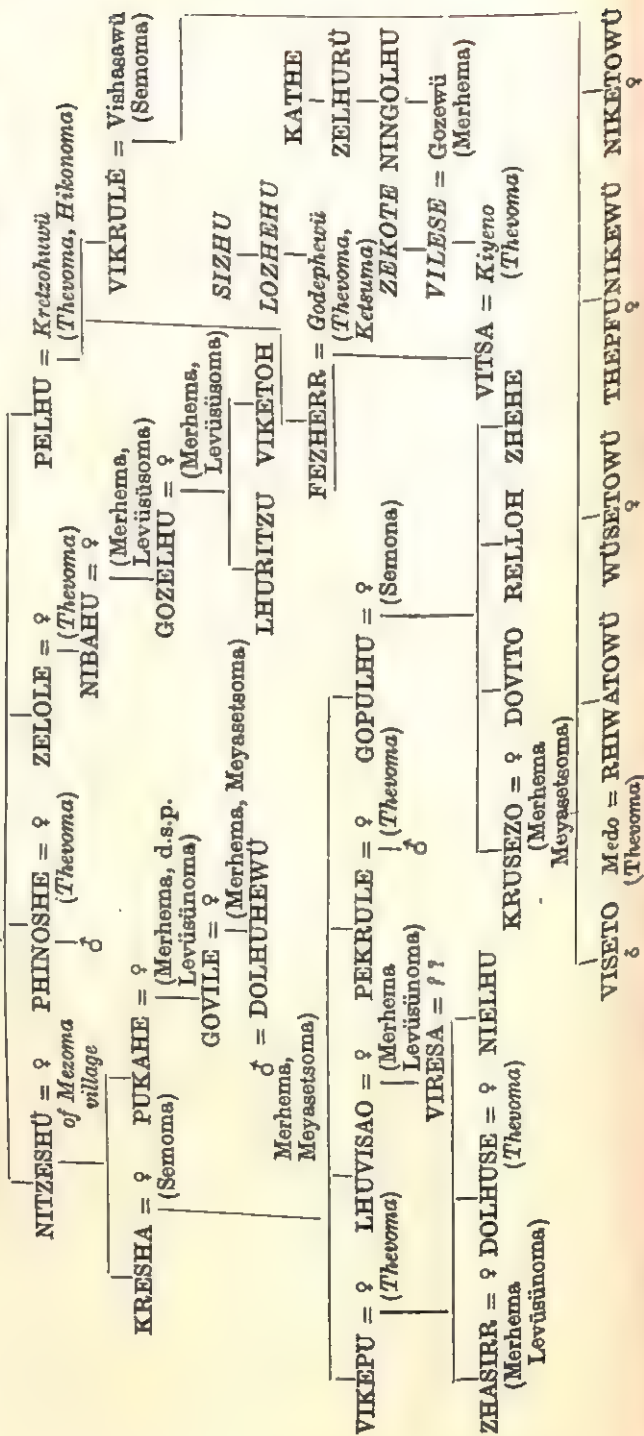 NITZESHÜ = ♀ PHINOSHE = ♀ ZELOLE = ♀ PELHU = Kretzohuwü
of Mezoma (Thevoma) (Thevoma) (Thevoma, Hikonoma)
village ♂ NIBAHU = ♀ VIKRULÉ = Vishasawü
(Merhema, (Semoma)
KRESHA = ♀ PUKAHE = ♀ Levüsüsoma)
(Semoma) (Merhema, d.s.p. GOZELHU = ♀
Levüsünoma) (Merhema,
GOVILE = ♀ Levüsüsoma)
(Merhema, Meyasetsoma)
♂ = DOLHUHEWÜ LHURITZU VIKETOH
Merhema,
Meyasetsoma)
SIZHU KATHE
LOZHEHU ZELHURÜ
FEZHERR = Godephewü ZEKOTE NINGOLHU
(Thevoma, VILESE = Gozewü
Ketsuma) (Merhema)
VITSA = Kiyeno
(Thevoma)
VIKEPU = ♀ LHUVISAO = ♀ PEKRULE = ♀ GOPULHU = ♀
(Thevoma) (Merhema (Thevoma) (Semona)
Levüsünoma) ♂
VIRESA = ? ?
ZHASIRR = ♀ DOLHUSE = ♀ NIELHU KRUSEZO = ♀ DOVITO RELLOH ZHEHE
(Merhema (Thevoma) (Merhema
Levüsünoma) Meyasetsoma)
VISETO Medo = RHIWATOWÜ WÜSETOWÜ THEPFUNIKEWÜ NIKETOWÜ
♂ (Thevoma) ♀ ♀ ♀